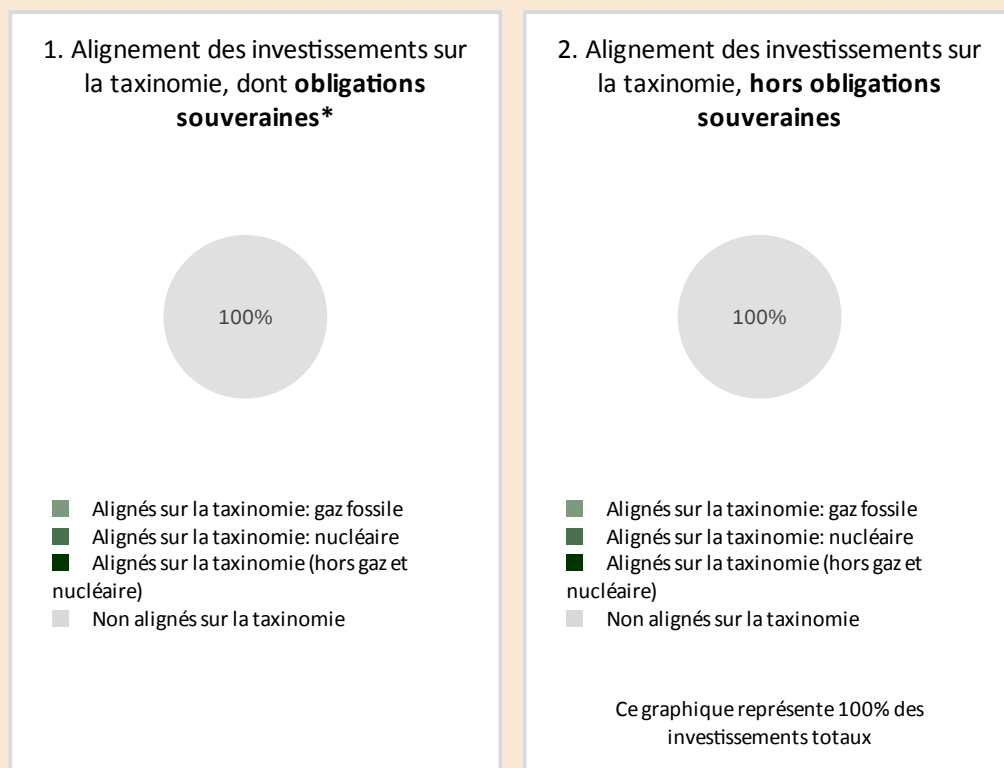 1. Alignement des investissements sur
la taxinomie, dont obligations
souveraines*
100%
Alignés sur la taxinomie: gaz fossile
Alignés sur la taxinomie: nucléaire
Alignés sur la taxinomie (hors gaz et
nucléaire)
Non alignés sur la taxinomie
2. Alignement des investissements sur
la taxinomie, hors obligations
souveraines
100%
Alignés sur la taxinomie: gaz fossile
Alignés sur la taxinomie: nucléaire
Alignés sur la taxinomie (hors gaz et
nucléaire)
Non alignés sur la taxinomie
Ce graphique représente 100% des
investissements totaux